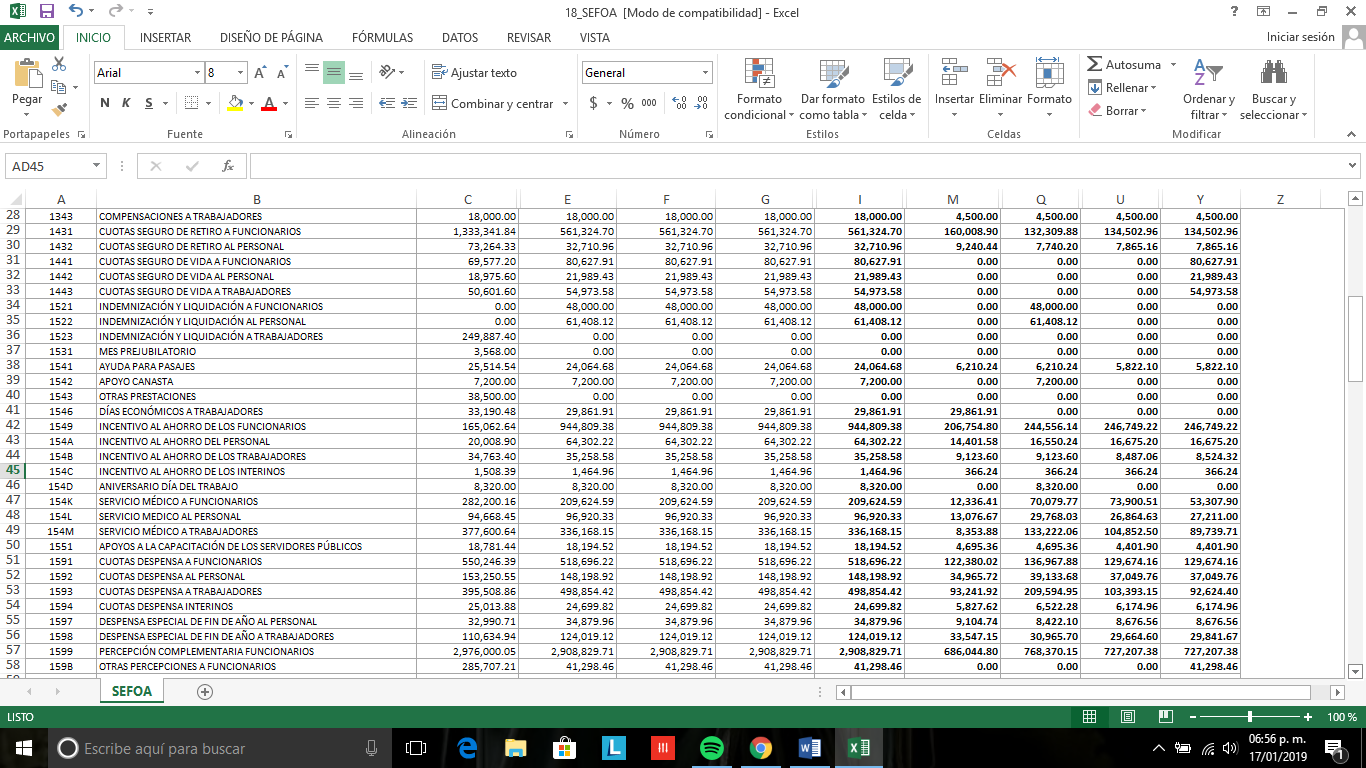 18_SEFOA [Modo de compatibilidad] - Excel
ARCHIVO INICIO INSERTAR DISEÑO DE PÁGINA FÓRMULAS DATOS REVISAR VISTA Iniciar sesión
Arial 8 Ajustar texto General Autosuma
Rellenar
Pegar N K S Combinar y centrar $ % 000 Formato condicional Dar formato como tabla Estilos de celda Insertar Eliminar Formato Borrar Ordenar y filtrar Buscar y seleccionar
Portapapeles Fuente Alineación Número Estilos Celdas Modificar
AD45 fx
A B C E F G I M Q U Y Z
28 1343 COMPENSACIONES A TRABAJADORES 18,000.00 18,000.00 18,000.00 18,000.00 18,000.00 4,500.00 4,500.00 4,500.00 4,500.00
29 1431 CUOTAS SEGURO DE RETIRO A FUNCIONARIOS 1,333,341.84 561,324.70 561,324.70 561,324.70 561,324.70 160,008.90 132,309.88 134,502.96 134,502.96
30 1432 CUOTAS SEGURO DE RETIRO AL PERSONAL 73,264.33 32,710.96 32,710.96 32,710.96 32,710.96 9,240.44 7,740.20 7,865.16 7,865.16
31 1441 CUOTAS SEGURO DE VIDA A FUNCIONARIOS 69,577.20 80,627.91 80,627.91 80,627.91 80,627.91 0.00 0.00 0.00 80,627.91
32 1442 CUOTAS SEGURO DE VIDA AL PERSONAL 18,975.60 21,989.43 21,989.43 21,989.43 21,989.43 0.00 0.00 0.00 21,989.43
33 1443 CUOTAS SEGURO DE VIDA A TRABAJADORES 50,601.60 54,973.58 54,973.58 54,973.58 54,973.58 0.00 0.00 0.00 54,973.58
34 1521 INDEMNIZACIÓN Y LIQUIDACIÓN A FUNCIONARIOS 0.00 48,000.00 48,000.00 48,000.00 48,000.00 0.00 48,000.00 0.00 0.00
35 1522 INDEMNIZACIÓN Y LIQUIDACIÓN AL PERSONAL 0.00 61,408.12 61,408.12 61,408.12 61,408.12 0.00 61,408.12 0.00 0.00
36 1523 INDEMNIZACIÓN Y LIQUIDACIÓN A TRABAJADORES 249,887.40 0.00 0.00 0.00 0.00 0.00 0.00 0.00 0.00
37 1531 MES PREJUBILATORIO 3,568.00 0.00 0.00 0.00 0.00 0.00 0.00 0.00 0.00
38 1541 AYUDA PARA PASAJES 25,514.54 24,064.68 24,064.68 24,064.68 24,064.68 6,210.24 6,210.24 5,822.10 5,822.10
39 1542 APOYO CANASTA 7,200.00 7,200.00 7,200.00 7,200.00 7,200.00 0.00 7,200.00 0.00 0.00
40 1543 OTRAS PRESTACIONES 38,500.00 0.00 0.00 0.00 0.00 0.00 0.00 0.00 0.00
41 1546 DÍAS ECONÓMICOS A TRABAJADORES 33,190.48 29,861.91 29,861.91 29,861.91 29,861.91 29,861.91 0.00 0.00 0.00
42 1549 INCENTIVO AL AHORRO DE LOS FUNCIONARIOS 165,062.64 944,809.38 944,809.38 944,809.38 944,809.38 206,754.80 244,556.14 246,749.22 246,749.22
43 154A INCENTIVO AL AHORRO DEL PERSONAL 20,008.90 64,302.22 64,302.22 64,302.22 64,302.22 14,401.58 16,550.24 16,675.20 16,675.20
44 154B INCENTIVO AL AHORRO DE LOS TRABAJADORES 34,763.40 35,258.58 35,258.58 35,258.58 35,258.58 9,123.60 9,123.60 8,487.06 8,524.32
45 154C INCENTIVO AL AHORRO DE LOS INTERINOS 1,508.39 1,464.96 1,464.96 1,464.96 1,464.96 366.24 366.24 366.24 366.24
46 154D ANIVERSARIO DÍA DEL TRABAJO 8,320.00 8,320.00 8,320.00 8,320.00 8,320.00 0.00 8,320.00 0.00 0.00
47 154K SERVICIO MÉDICO A FUNCIONARIOS 282,200.16 209,624.59 209,624.59 209,624.59 209,624.59 12,336.41 70,079.77 73,900.51 53,307.90
48 154L SERVICIO MEDICO AL PERSONAL 94,668.45 96,920.33 96,920.33 96,920.33 96,920.33 13,076.67 29,768.03 26,864.63 27,211.00
49 154M SERVICIO MÉDICO A TRABAJADORES 377,600.64 336,168.15 336,168.15 336,168.15 336,168.15 8,353.88 133,222.06 104,852.50 89,739.71
50 1551 APOYOS A LA CAPACITACIÓN DE LOS SERVIDORES PÚBLICOS 18,781.44 18,194.52 18,194.52 18,194.52 18,194.52 4,695.36 4,695.36 4,401.90 4,401.90
51 1591 CUOTAS DESPENSA A FUNCIONARIOS 550,246.39 518,696.22 518,696.22 518,696.22 518,696.22 122,380.02 136,967.88 129,674.16 129,674.16
52 1592 CUOTAS DESPENSA AL PERSONAL 153,250.55 148,198.92 148,198.92 148,198.92 148,198.92 34,965.72 39,133.68 37,049.76 37,049.76
53 1593 CUOTAS DESPENSA A TRABAJADORES 395,508.86 498,854.42 498,854.42 498,854.42 498,854.42 93,241.92 209,594.95 103,393.15 92,624.40
54 1594 CUOTAS DESPENSA INTERINOS 25,013.88 24,699.82 24,699.82 24,699.82 24,699.82 5,827.62 6,522.28 6,174.96 6,174.96
55 1597 DESPENSA ESPECIAL DE FIN DE AÑO AL PERSONAL 32,990.71 34,879.96 34,879.96 34,879.96 34,879.96 9,104.74 8,422.10 8,676.56 8,676.56
56 1598 DESPENSA ESPECIAL DE FIN DE AÑO A TRABAJADORES 110,634.94 124,019.12 124,019.12 124,019.12 124,019.12 33,547.15 30,965.70 29,664.60 29,841.67
57 1599 PERCEPCIÓN COMPLEMENTARIA FUNCIONARIOS 2,976,000.05 2,908,829.71 2,908,829.71 2,908,829.71 2,908,829.71 686,044.80 768,370.15 727,207.38 727,207.38
58 159B OTRAS PERCEPCIONES A FUNCIONARIOS 285,707.21 41,298.46 41,298.46 41,298.46 41,298.46 0.00 0.00 0.00 41,298.46
SEFOA
LISTO 100 %
Escribe aquí para buscar
06:56 p. m.
17/01/2019